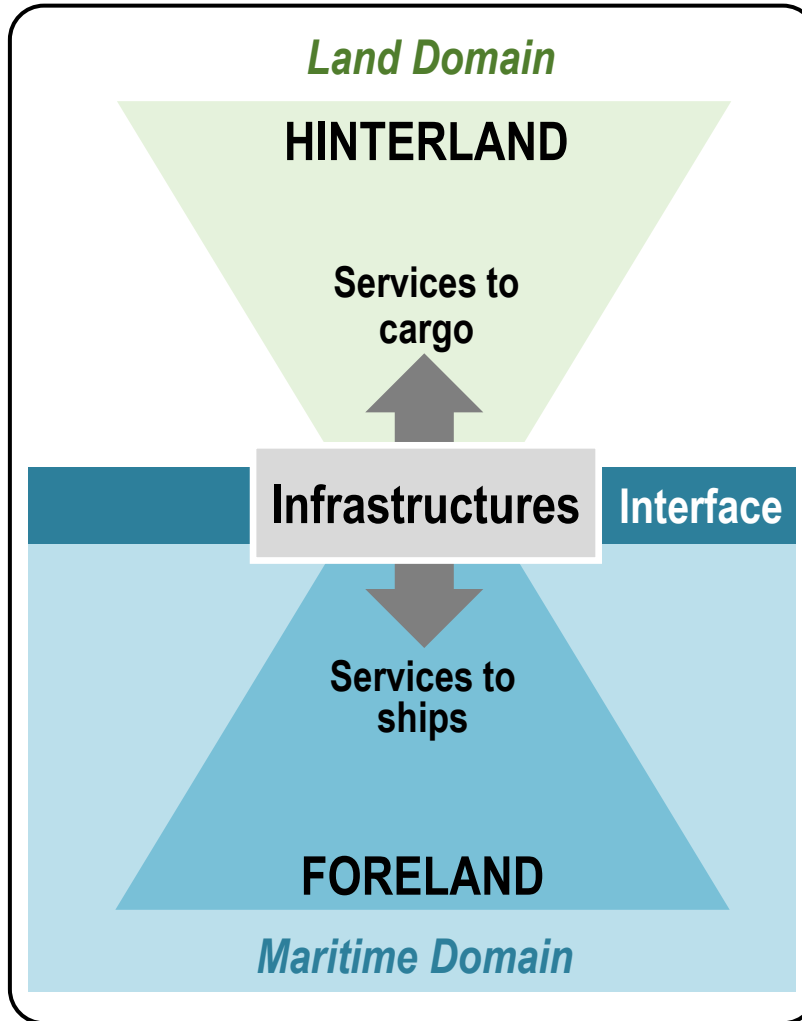 Land Domain
HINTERLAND
Services to
cargo
Infrastructures
Interface
Services to
ships
FORELAND
Maritime Domain